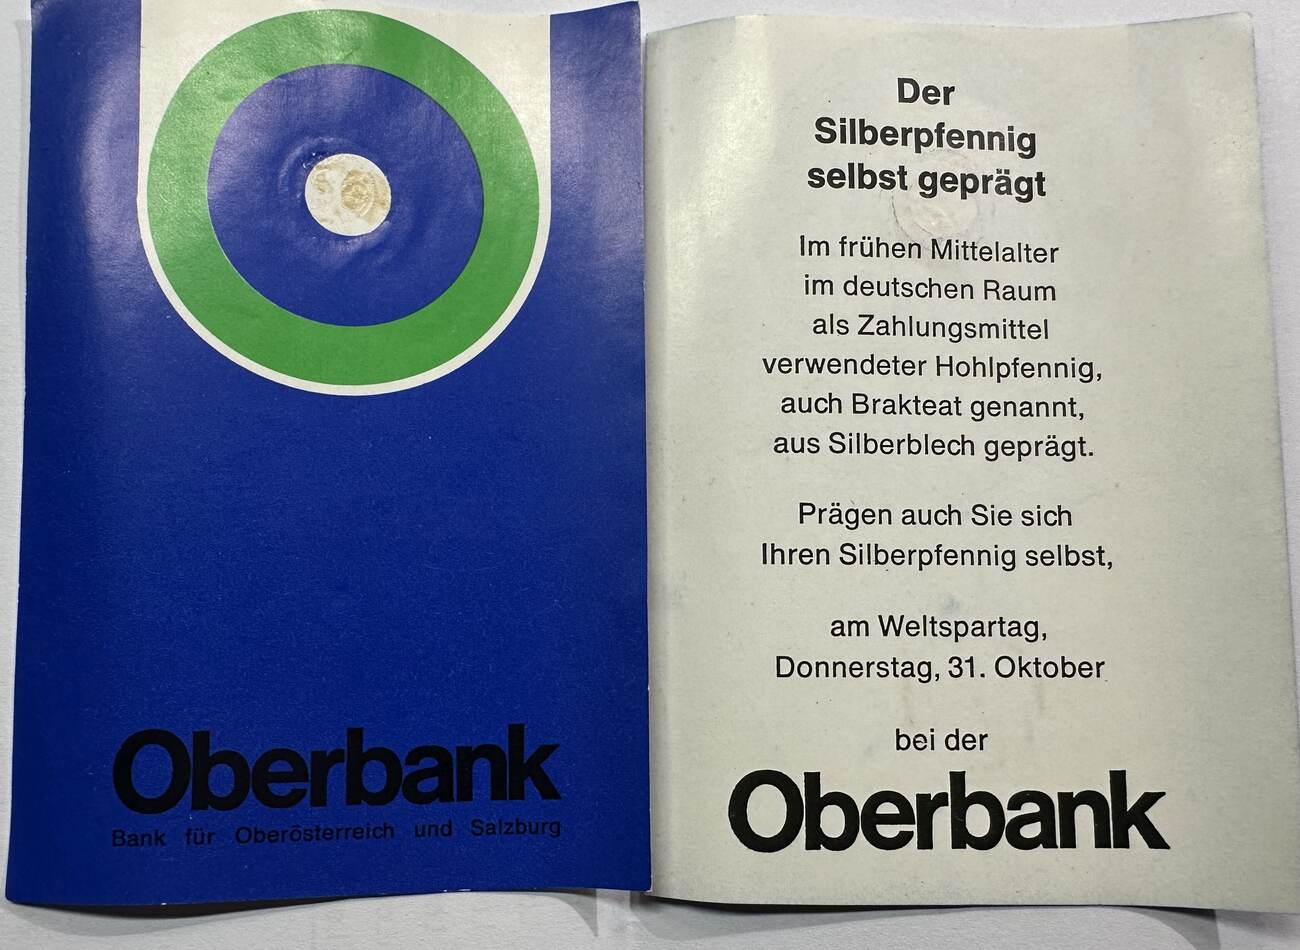 Oberbank
Bank für Oberösterreich und Salzburg
Der
Silberpfennig
selbst geprägt
Im frühen Mittelalter
im deutschen Raum
als Zahlungsmittel
verwendeter Hohlpfennig,
auch Brakteat genannt,
aus Silberblech geprägt.
Prägen auch Sie sich
Ihren Silberpfennig selbst,
am Weltspartag,
Donnerstag, 31. Oktober
bei der
Oberbank